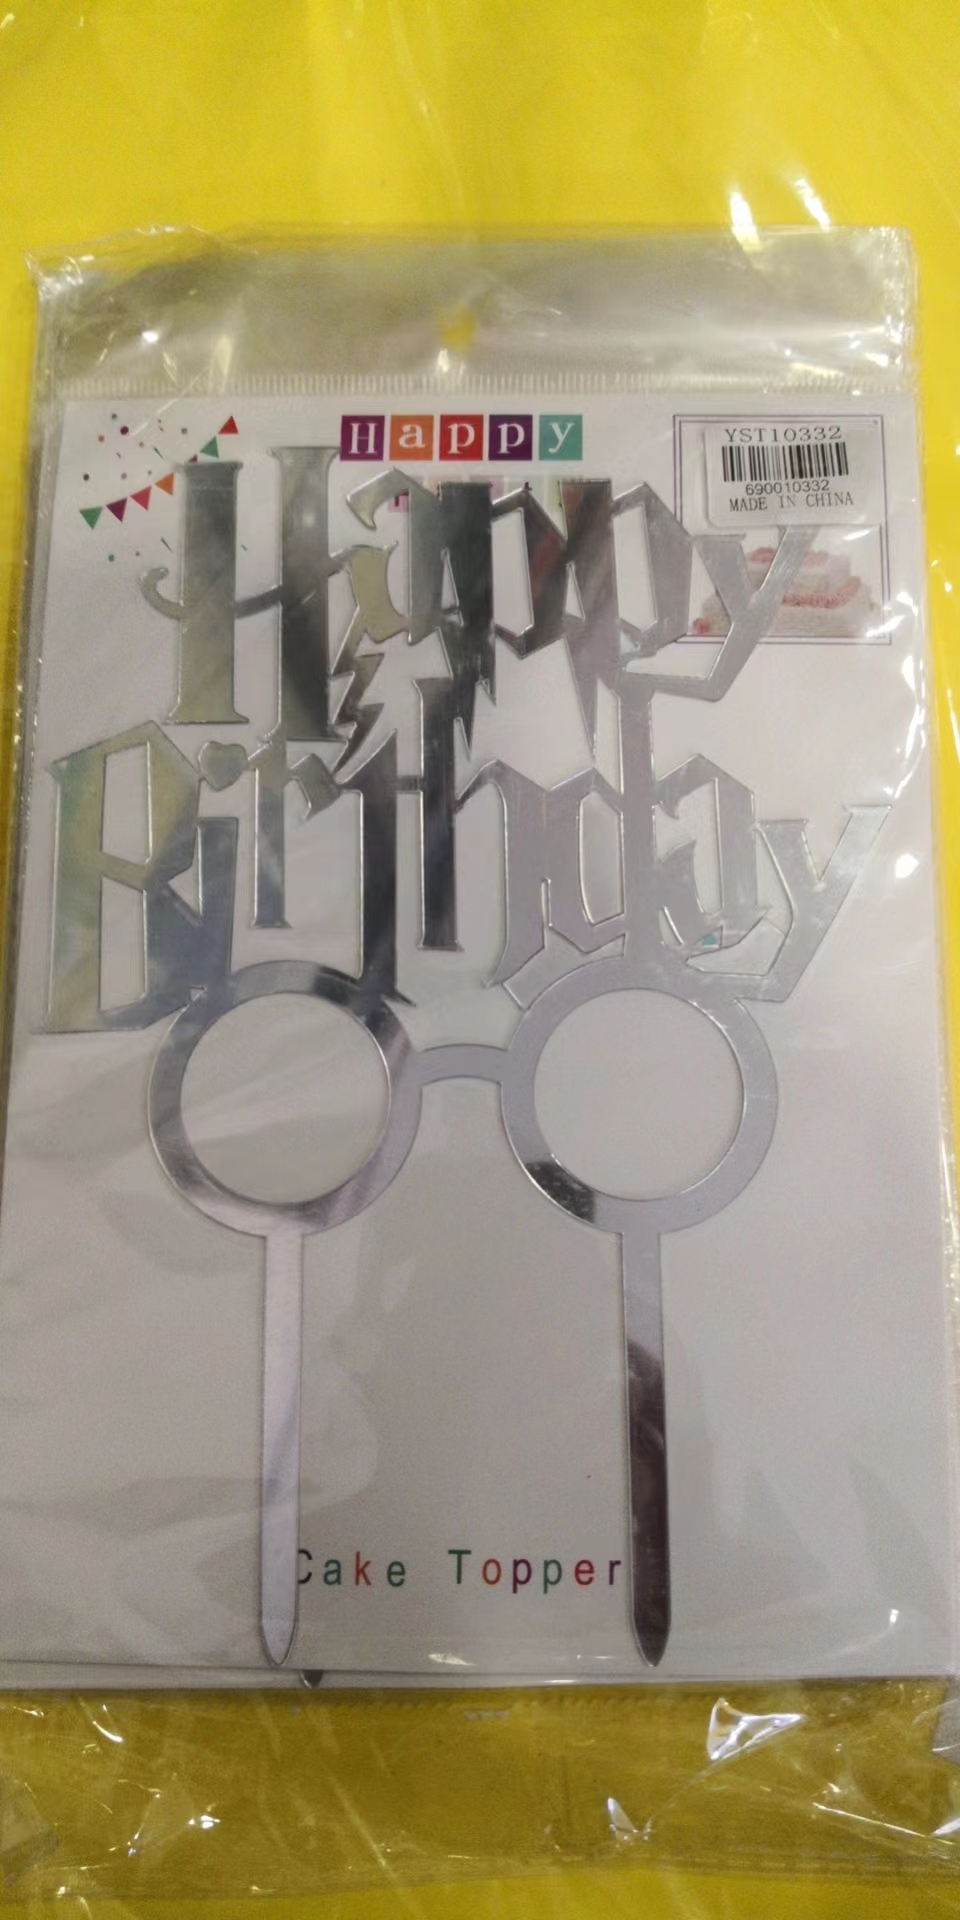 Happy
YST10332
690010332
MADE IN CHINA
Happy
Birthday
Cake Topper